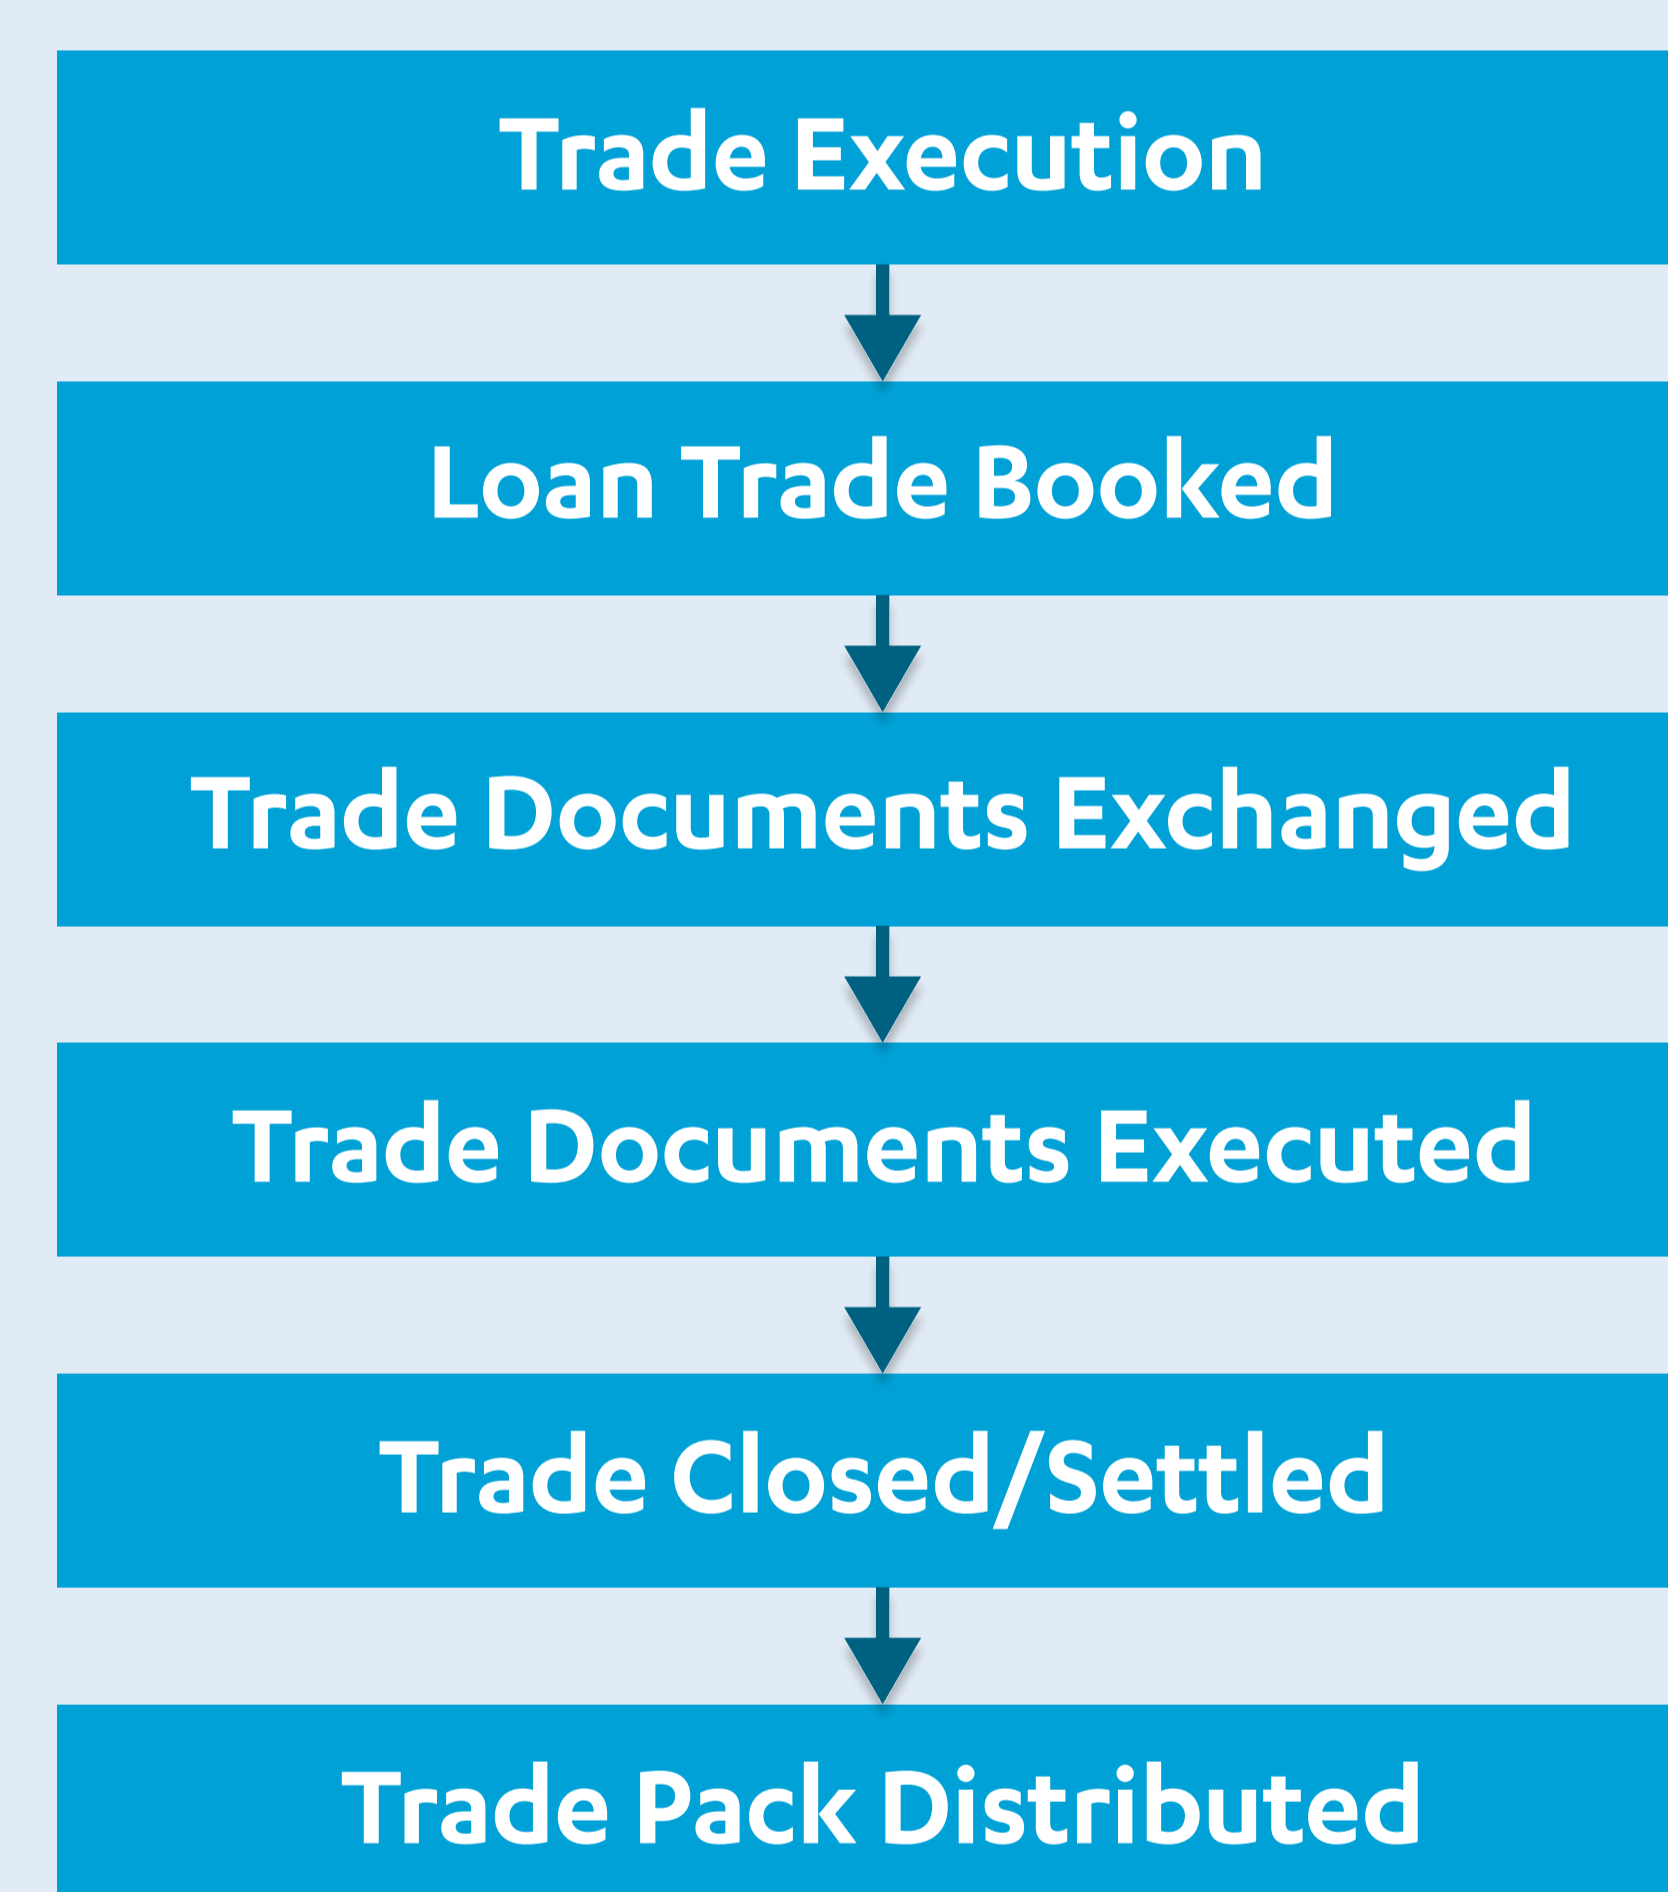 Trade Execution
Loan Trade Booked
Trade Documents Exchanged
Trade Documents Executed
Trade Closed/Settled
Trade Pack Distributed